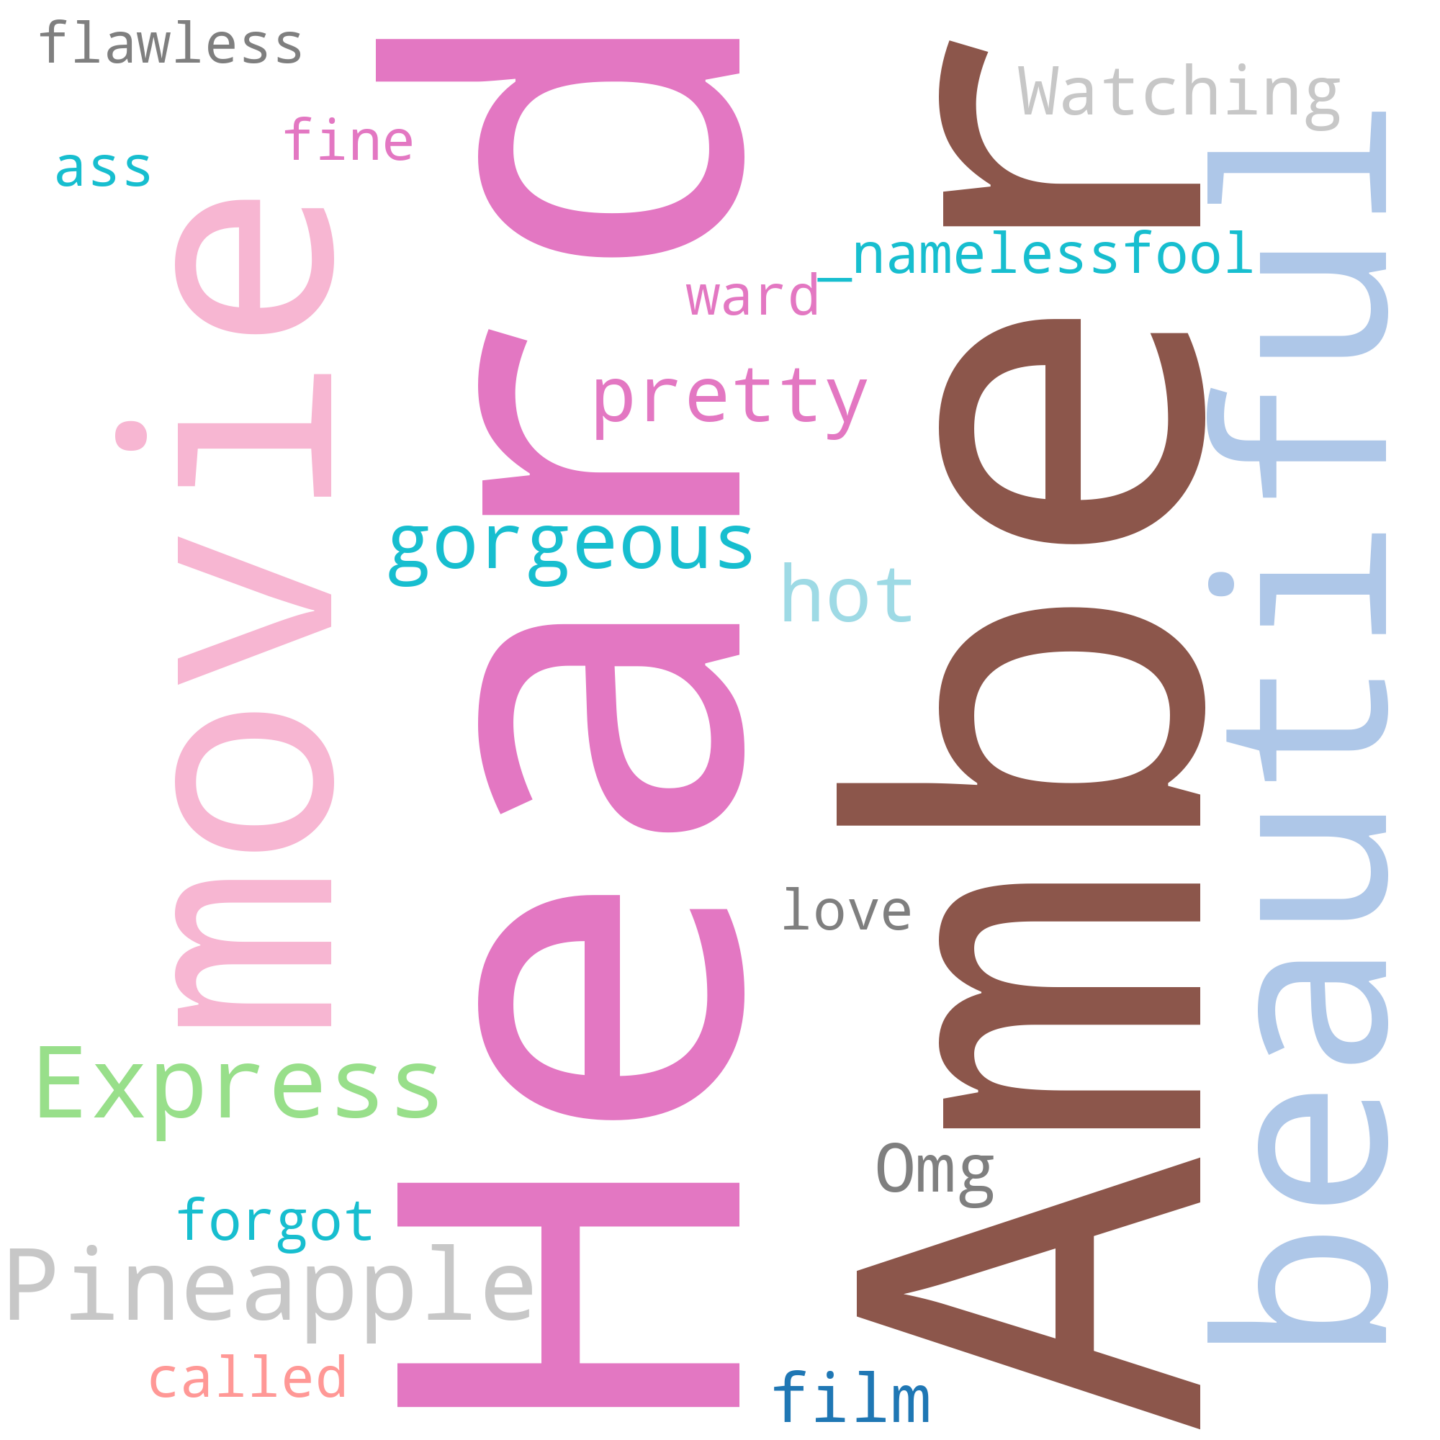 flawless
Watching
fine
ass
_namelessfool
ward
pretty
movie
Heard
Amber
beautiful
gorgeous
hot
love
Express
Omg
forgot
Pineapple
called
film